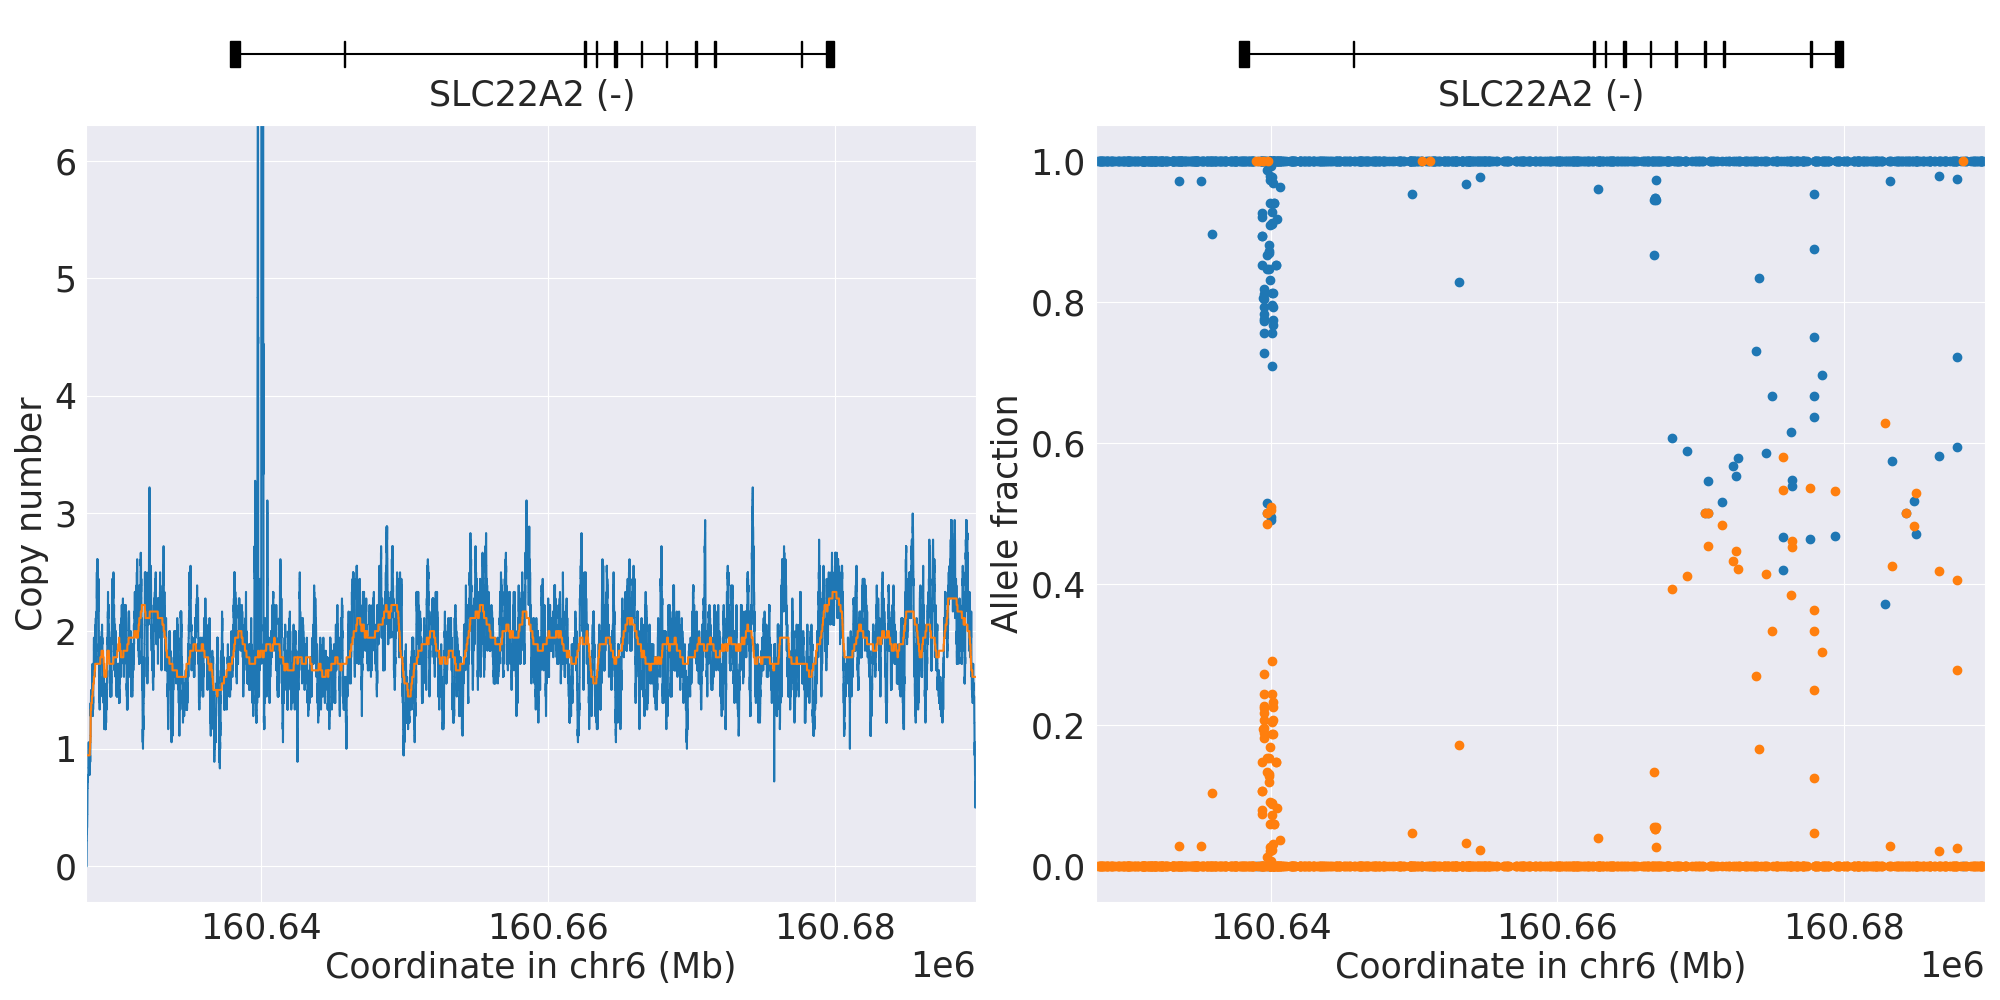 SLC22A2 (-)
6
5
4
3
2
1
0
Copy number
160.64
160.66
160.68
Coordinate in chr6 (Mb)
1e6
SLC22A2 (-)
1.0
0.8
0.6
0.4
0.2
0.0
Allele fraction
160.64
160.66
160.68
Coordinate in chr6 (Mb)
1e6